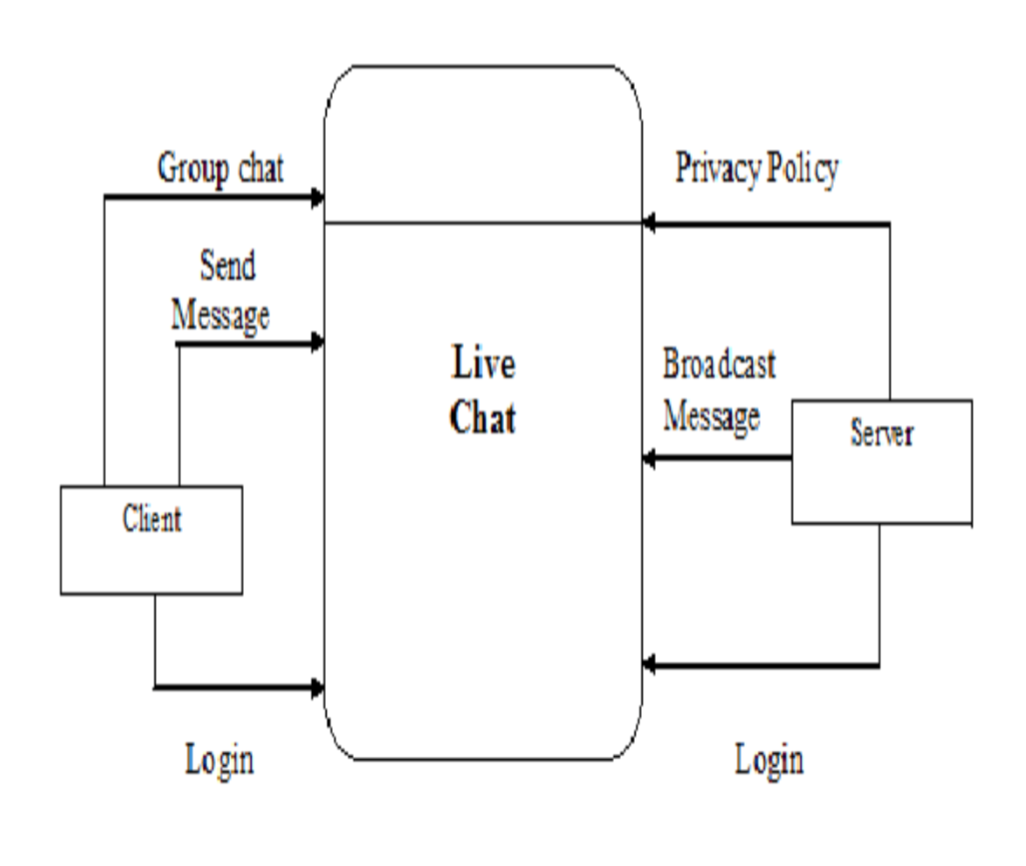 Group chat
Privacy Policy
Send
Message
Live
Chat
Broadcast
Message
Server
Client
Login
Login